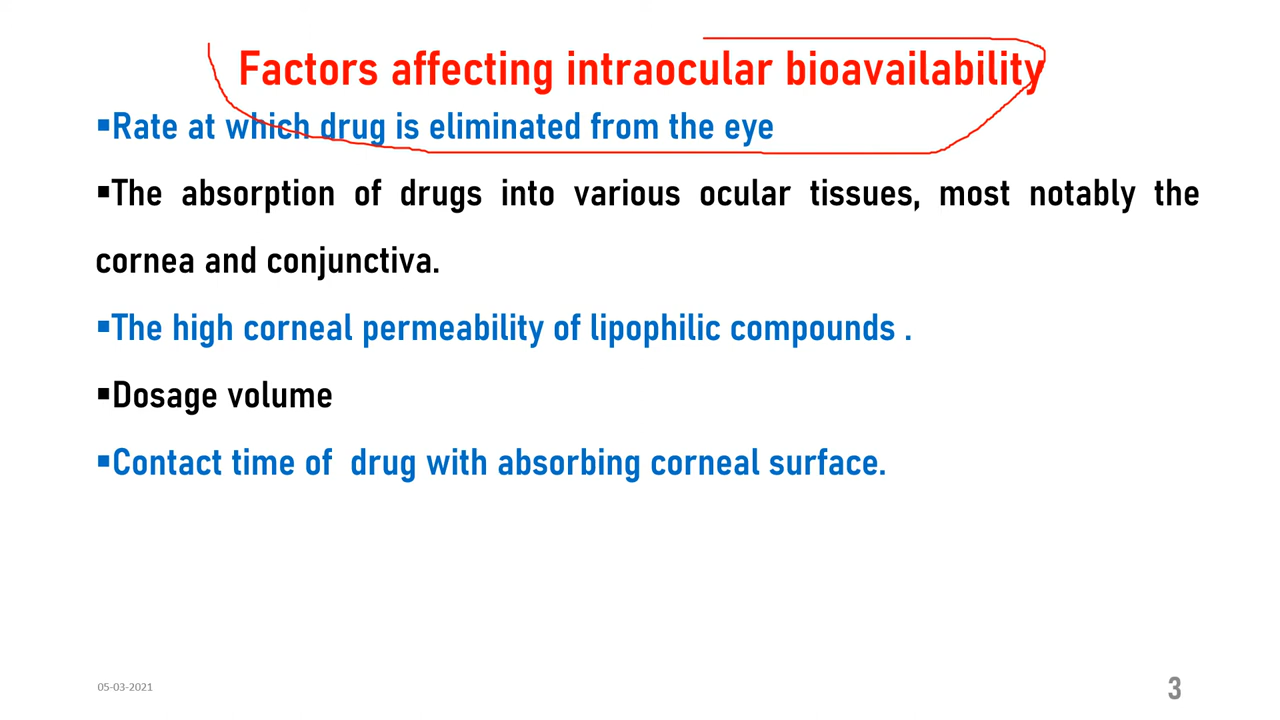 Factors affecting intraocular bioavailability
▪Rate at which drug is eliminated from the eye
▪The absorption of drugs into various ocular tissues, most notably the
cornea and conjunctiva.
▪The high corneal permeability of lipophilic compounds .
▪Dosage volume
▪Contact time of  drug with absorbing corneal surface.
05-03-2021
3